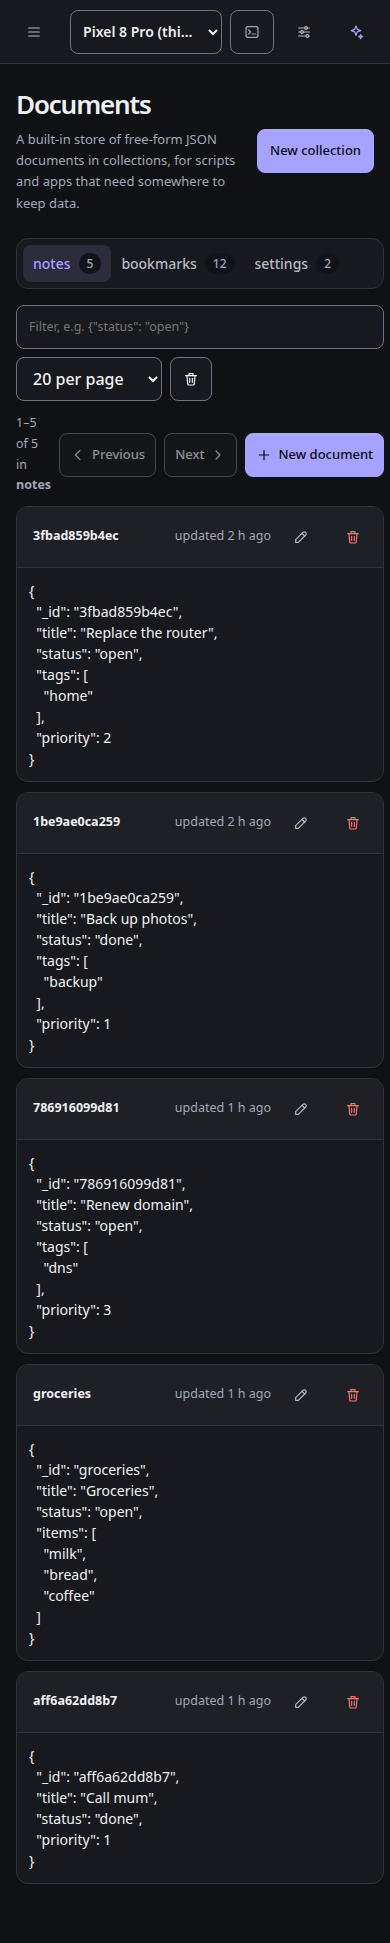 Pixel 8 Pro (thi...
Documents
A built-in store of free-form JSON
documents in collections, for scripts
and apps that need somewhere to
keep data.
New collection
notes 5 bookmarks 12 settings 2
Filter, e.g. {"status": "open"}
20 per page
1–5
of 5
in
notes
Previous
Next
New document
3fbad859b4ec updated 2 h ago
{
"_id": "3fbad859b4ec",
"title": "Replace the router",
"status": "open",
"tags": [
"home"
],
"priority": 2
}
1be9ae0ca259 updated 2 h ago
{
"_id": "1be9ae0ca259",
"title": "Back up photos",
"status": "done",
"tags": [
"backup"
],
"priority": 1
}
786916099d81 updated 1 h ago
{
"_id": "786916099d81",
"title": "Renew domain",
"status": "open",
"tags": [
"dns"
],
"priority": 3
}
groceries updated 1 h ago
{
"_id": "groceries",
"title": "Groceries",
"status": "open",
"items": [
"milk",
"bread",
"coffee"
]
}
aff6a62dd8b7 updated 1 h ago
{
"_id": "aff6a62dd8b7",
"title": "Call mum",
"status": "done",
"priority": 1
}